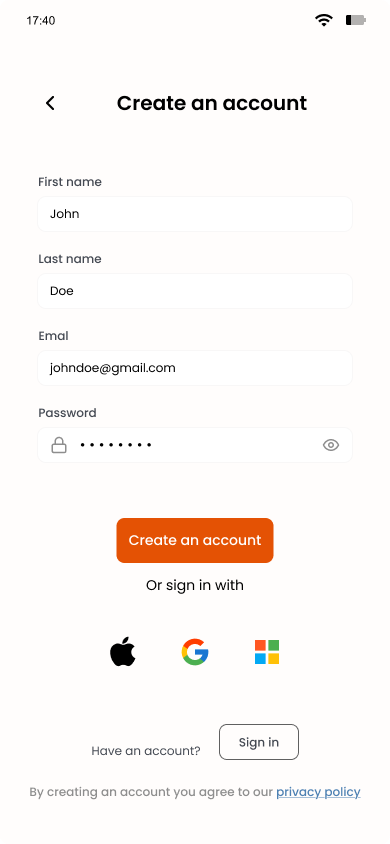 17:40
Create an account
First name
John
Last name
Doe
Emal
johndoe@gmail.com
Password
••••••••
Create an account
Or sign in with
Have an account?
Sign in
By creating an account you agree to our privacy policy